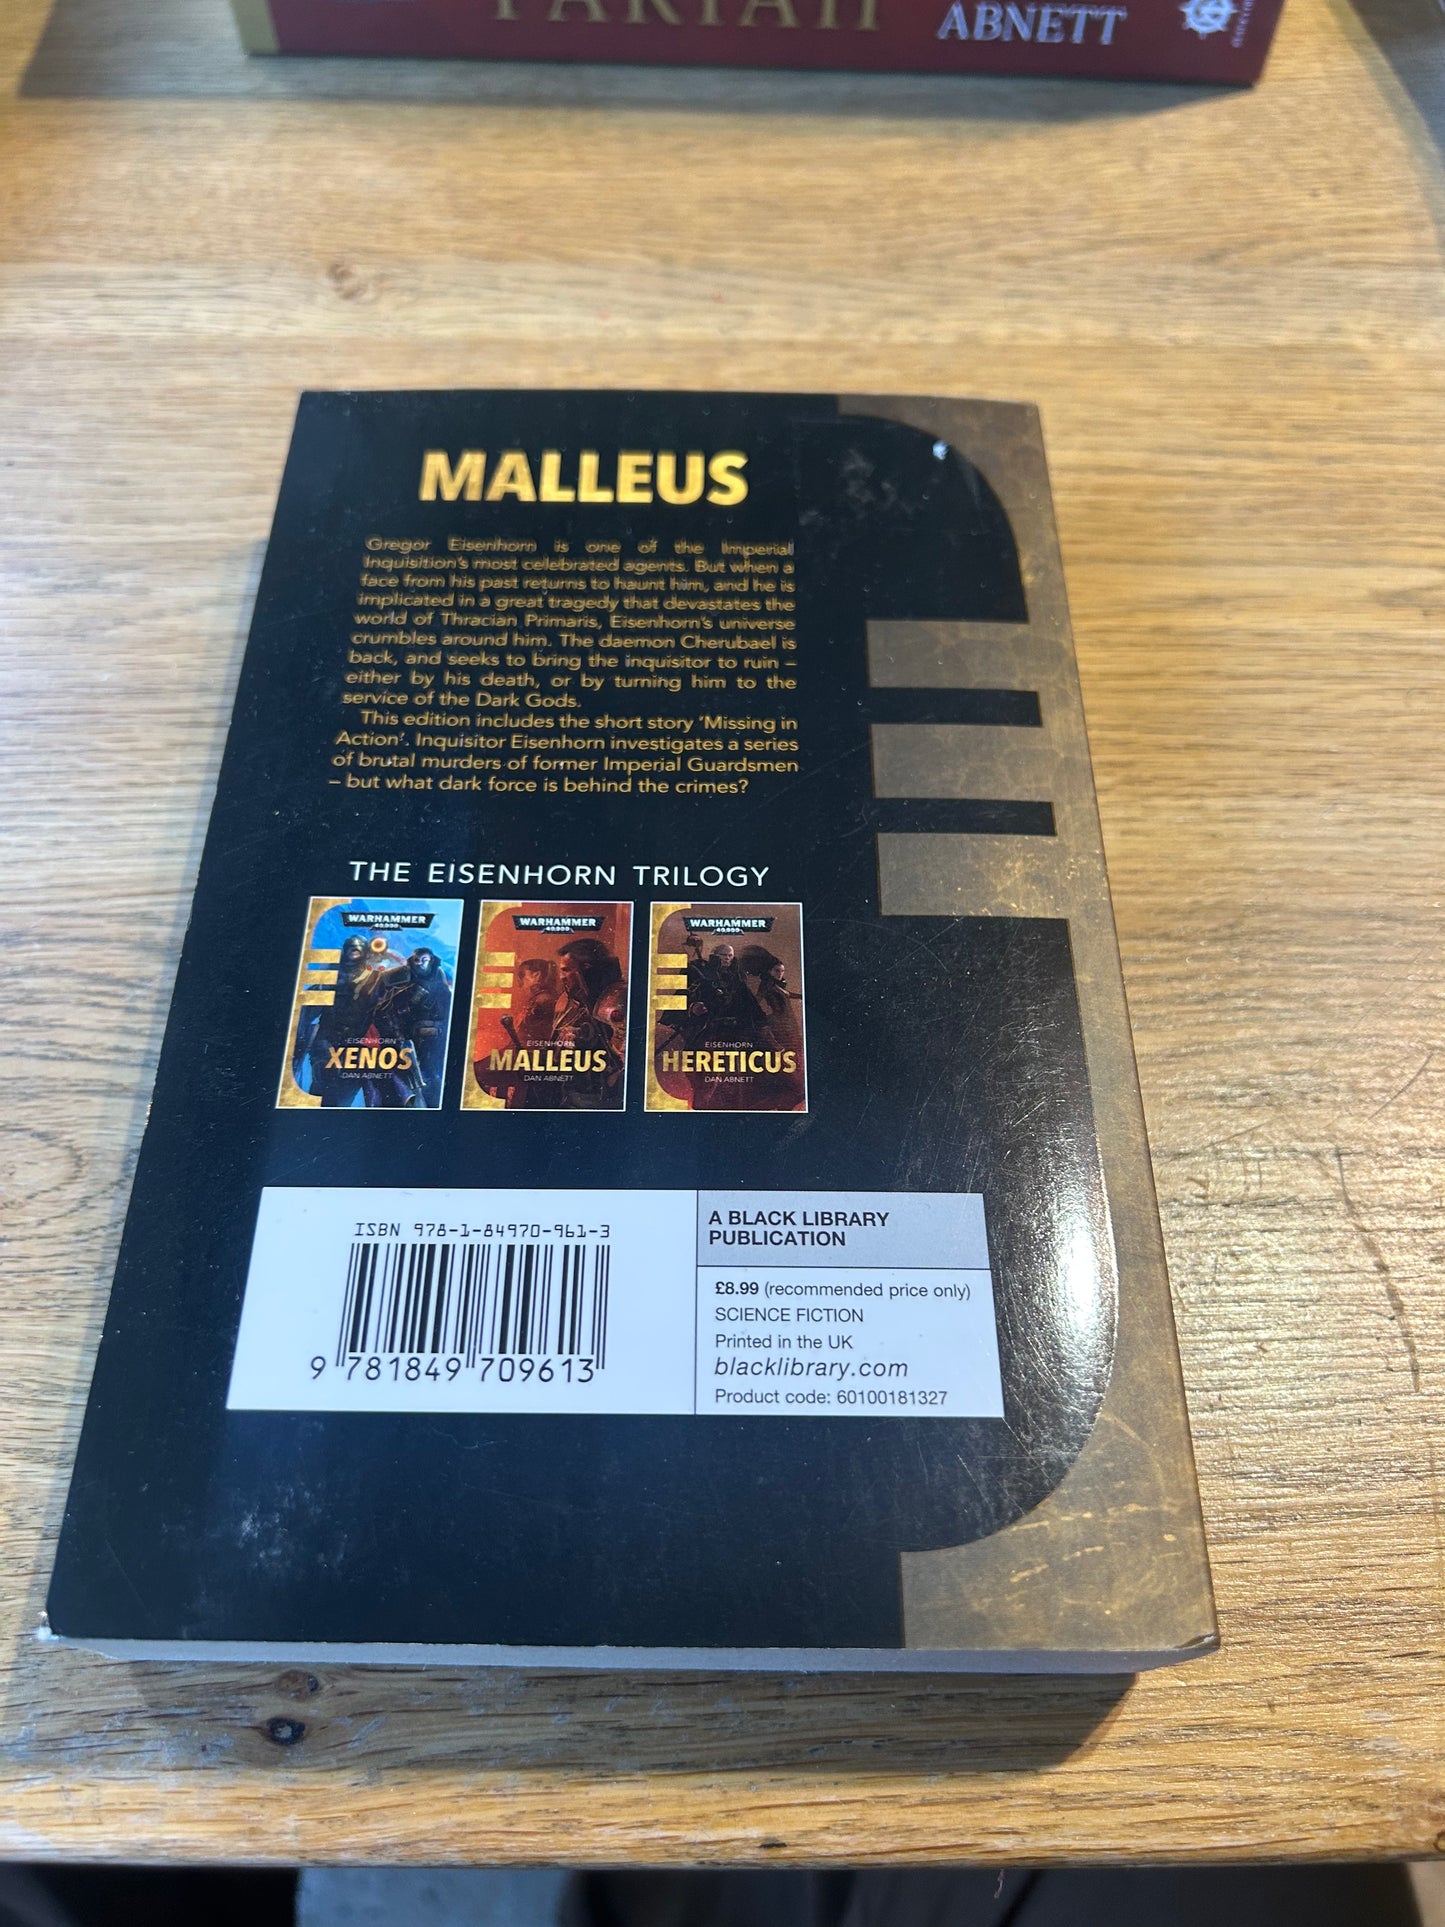 PARIAH
ABNETT
MALLEUS
Gregor Eisenhorn is one of the Imperial
Inquisition's most celebrated agents. But when a
face from his past returns to haunt him, and he is
implicated in a great tragedy that devastates the
world of Thracian Primaris, Eisenhorn's universe
crumbles around him. The daemon Cherubael is
back, and seeks to bring the inquisitor to ruin –
either by his death, or by turning him to the
service of the Dark Gods.
This edition includes the short story 'Missing in
Action'. Inquisitor Eisenhorn investigates a series
of brutal murders of former Imperial Guardsmen
– but what dark force is behind the crimes?
THE EISENHORN TRILOGY
WARHAMMER
40,000
EISENHORN
XENOS
DAN ABNETT
WARHAMMER
40,000
EISENHORN
MALLEUS
DAN ABNETT
WARHAMMER
40,000
EISENHORN
HERETICUS
DAN ABNETT
ISBN 978-1-84970-961-3
9 781849 709613
A BLACK LIBRARY
PUBLICATION
£8.99 (recommended price only)
SCIENCE FICTION
Printed in the UK
blacklibrary.com
Product code: 60100181327